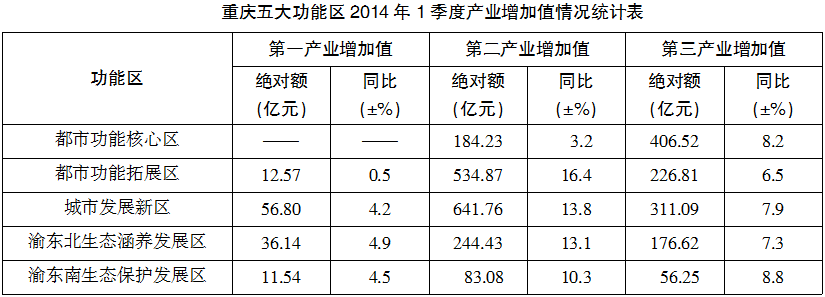 重庆五大功能区 2014 年 1 季度产业增加值情况统计表
功能区 第一产业增加值 第二产业增加值 第三产业增加值
绝对额 同比 绝对额 同比 绝对额 同比
(亿元) (±%) (亿元) (±%) (亿元) (±%)
都市功能核心区 —— —— 184.23 3.2 406.52 8.2
都市功能拓展区 12.57 0.5 534.87 16.4 226.81 6.5
城市发展新区 56.80 4.2 641.76 13.8 311.09 7.9
渝东北生态涵养发展区 36.14 4.9 244.43 13.1 176.62 7.3
渝东南生态保护发展区 11.54 4.5 83.08 10.3 56.25 8.8